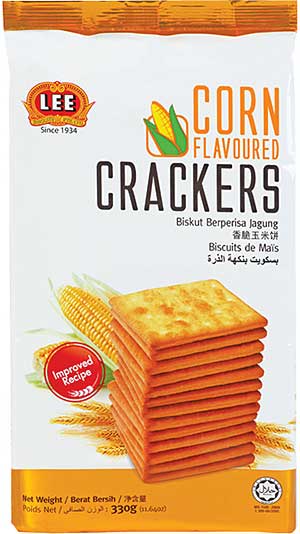 LEE
Since 1934
CORN
FLAVOURED
CRACKERS
Biskut Berperisa Jagung
香脆玉米饼
Biscuits de Maïs
بسكويت بنكهة الذرة
Improved
Recipe
Net Weight / Berat Bersih / 净含量
Poids Net / الوزن الصافي : 330g (11.64oz)